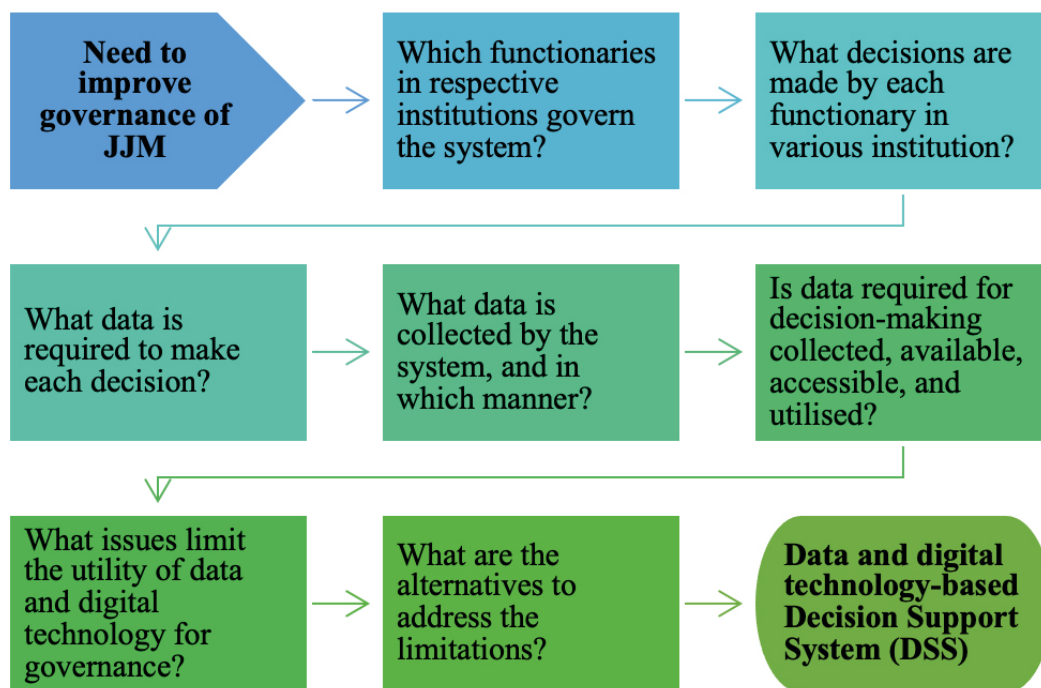 Need to
improve
governance of
JJM
Which functionaries
in respective
institutions govern
the system?
What decisions are
made by each
functionary in
various institution?
What data is
required to make
each decision?
What data is
collected by the
system, and in
which manner?
Is data required for
decision-making
collected, available,
accessible, and
utilised?
What issues limit
the utility of data
and digital
technology for
governance?
What are the
alternatives to
address the
limitations?
Data and digital
technology-based
Decision Support
System (DSS)